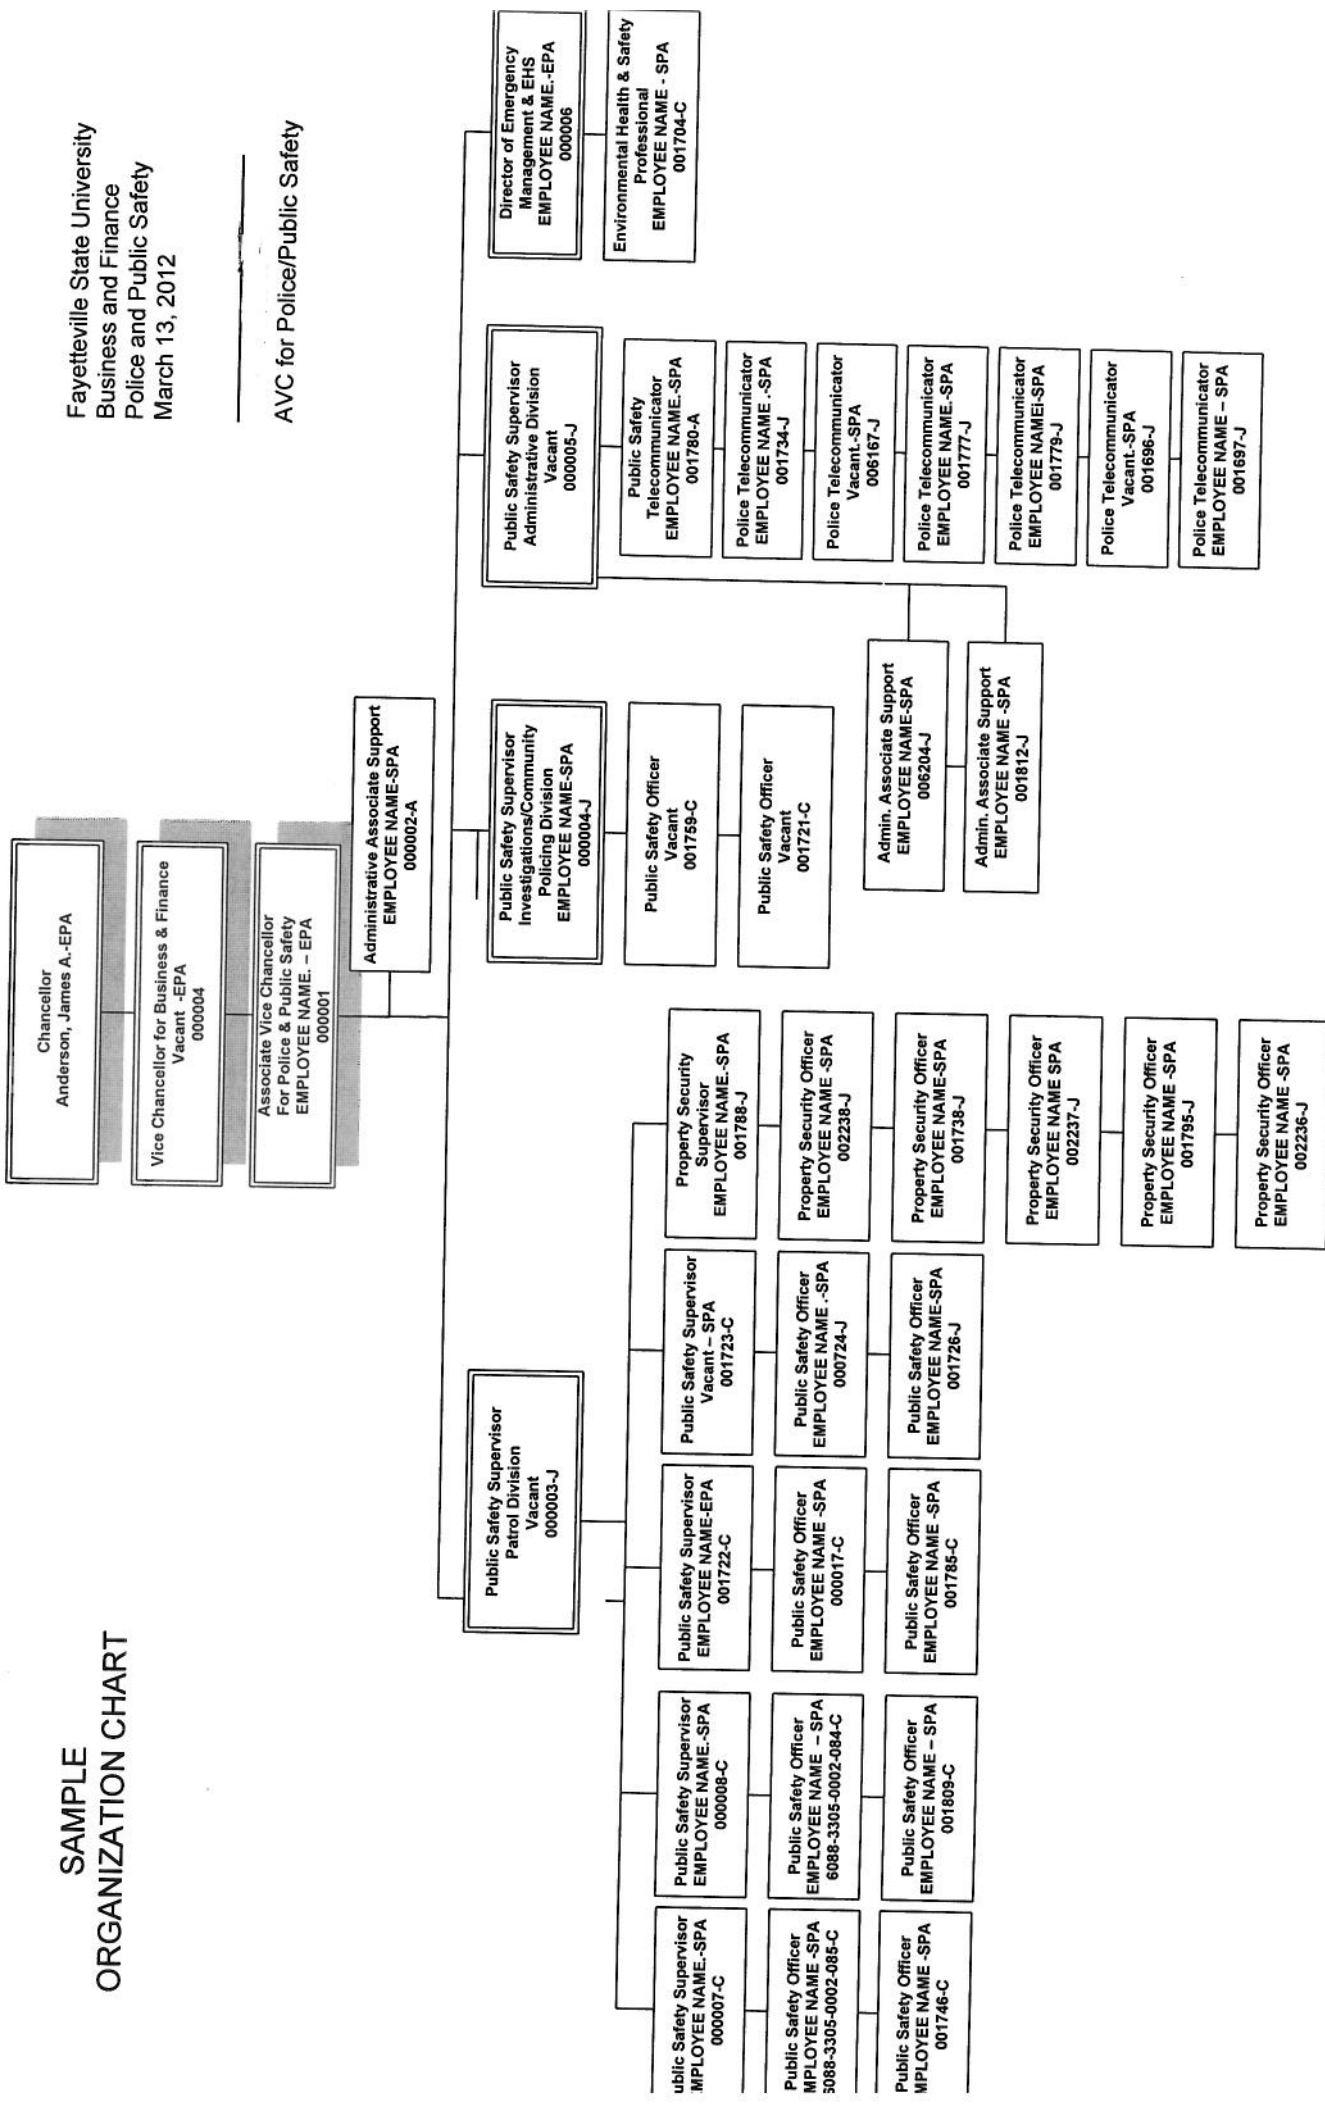 SAMPLE
ORGANIZATION CHART
Fayetteville State University
Business and Finance
Police and Public Safety
March 13, 2012
AVC for Police/Public Safety
Chancellor
Anderson, James A.-EPA
Vice Chancellor for Business & Finance
Vacant -EPA
000004
Associate Vice Chancellor
For Police & Public Safety
EMPLOYEE NAME. – EPA
000001
Administrative Associate Support
EMPLOYEE NAME-SPA
000002-A
Public Safety Supervisor
Patrol Division
Vacant
000003-J
Public Safety Supervisor
Investigations/Community
Policing Division
EMPLOYEE NAME-SPA
000004-J
Public Safety Supervisor
Administrative Division
Vacant
000005-J
Director of Emergency
Management & EHS
EMPLOYEE NAME.-EPA
000006
ublic Safety Supervisor
MPLOYEE NAME.-SPA
000007-C
Public Safety Officer
MPLOYEE NAME -SPA
6088-3305-0002-085-C
Public Safety Officer
MPLOYEE NAME -SPA
001746-C
Public Safety Supervisor
EMPLOYEE NAME.-SPA
000008-C
Public Safety Officer
EMPLOYEE NAME – SPA
6088-3305-0002-084-C
Public Safety Officer
EMPLOYEE NAME – SPA
001809-C
Public Safety Supervisor
EMPLOYEE NAME-EPA
001722-C
Public Safety Officer
EMPLOYEE NAME -SPA
000017-C
Public Safety Officer
EMPLOYEE NAME -SPA
001785-C
Public Safety Supervisor
Vacant – SPA
001723-C
Public Safety Officer
EMPLOYEE NAME .-SPA
000724-J
Public Safety Officer
EMPLOYEE NAME-SPA
001726-J
Property Security
Supervisor
EMPLOYEE NAME.-SPA
001788-J
Property Security Officer
EMPLOYEE NAME -SPA
002238-J
Property Security Officer
EMPLOYEE NAME-SPA
001738-J
Property Security Officer
EMPLOYEE NAME SPA
002237-J
Property Security Officer
EMPLOYEE NAME -SPA
001795-J
Property Security Officer
EMPLOYEE NAME -SPA
002236-J
Public Safety Officer
Vacant
001759-C
Public Safety Officer
Vacant
001721-C
Admin. Associate Support
EMPLOYEE NAME-SPA
006204-J
Admin. Associate Support
EMPLOYEE NAME -SPA
001812-J
Public Safety
Telecommunicator
EMPLOYEE NAME.-SPA
001780-A
Police Telecommunicator
EMPLOYEE NAME .-SPA
001734-J
Police Telecommunicator
Vacant.-SPA
006167-J
Police Telecommunicator
EMPLOYEE NAME.-SPA
001777-J
Police Telecommunicator
EMPLOYEE NAMEi-SPA
001779-J
Police Telecommunicator
Vacant.-SPA
001696-J
Police Telecommunicator
EMPLOYEE NAME – SPA
001697-J
Environmental Health & Safety
Professional
EMPLOYEE NAME - SPA
001704-C